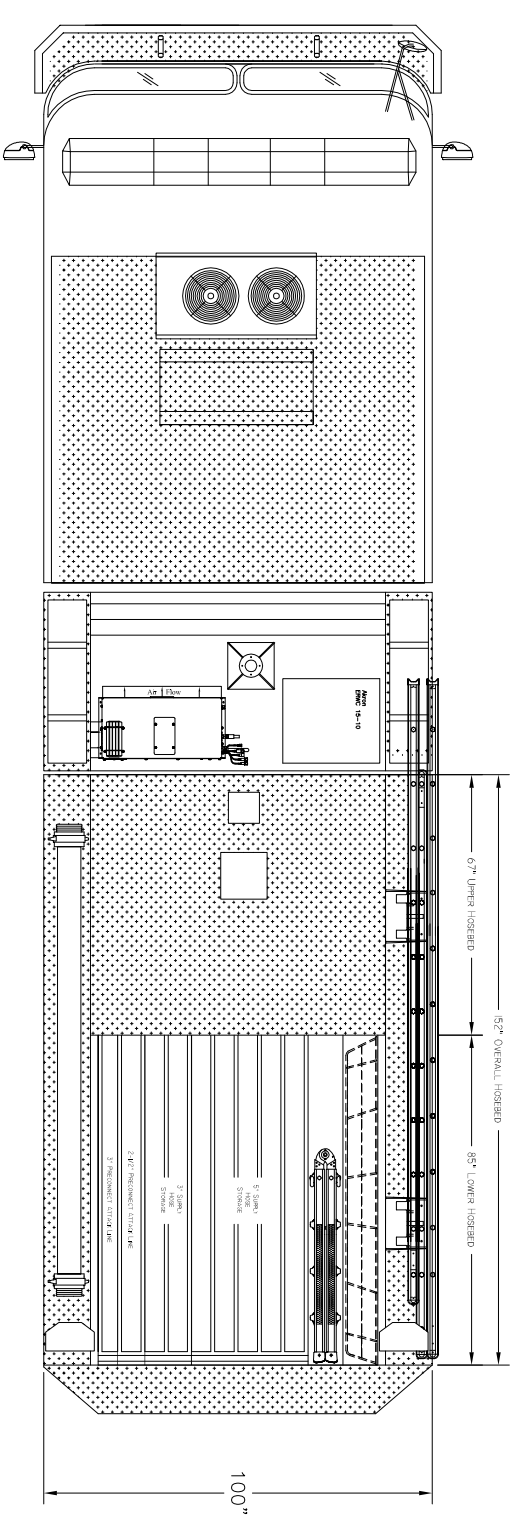 Akron
ERWC 15-10
Air Flow
67" UPPER HOSEBED
152" OVERALL HOSEBED
85" LOWER HOSEBED
5" SUPPLY
HOSE
STORAGE
3" SUPPLY
HOSE
STORAGE
2-1/2" PRECONNECT ATTACK LINE
3" PRECONNECT ATTACK LINE
100"